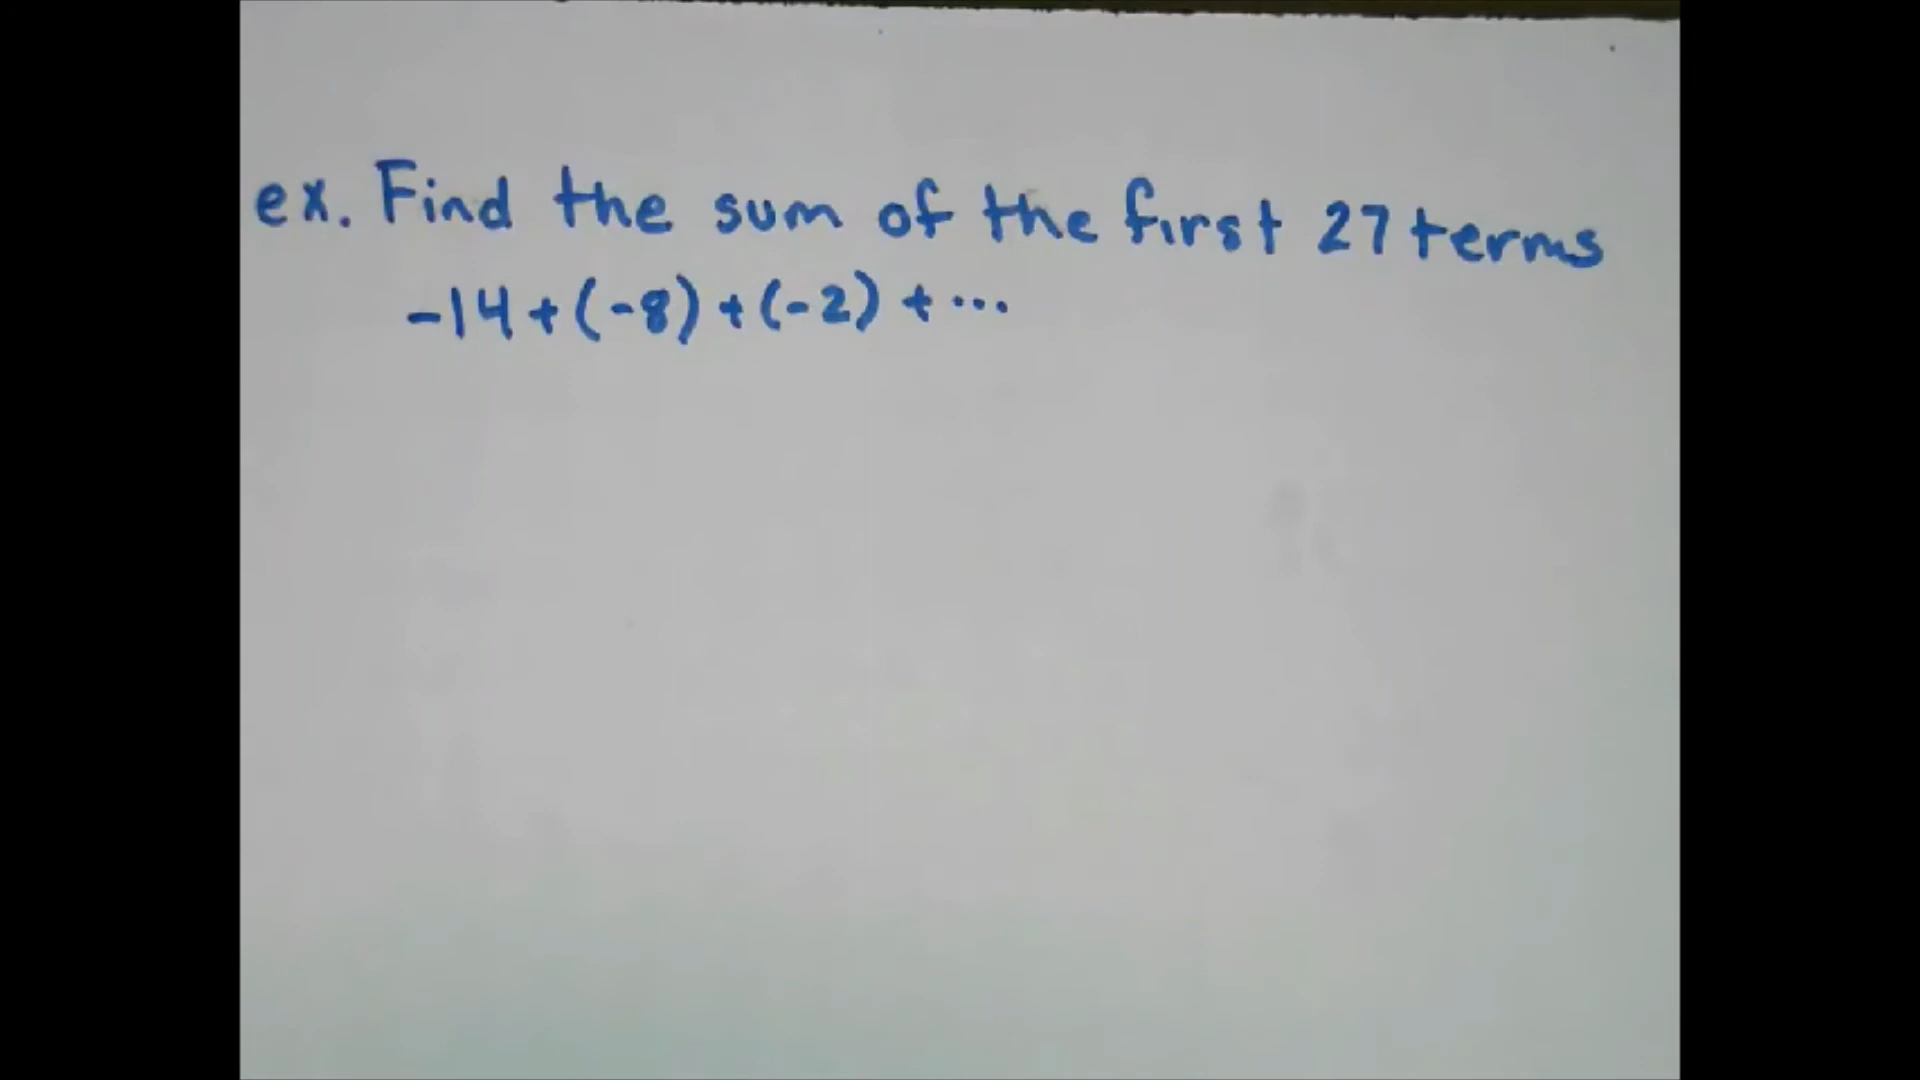 ex. Find the sum of the first 27 terms
-14 + (-8) + (-2) + ...